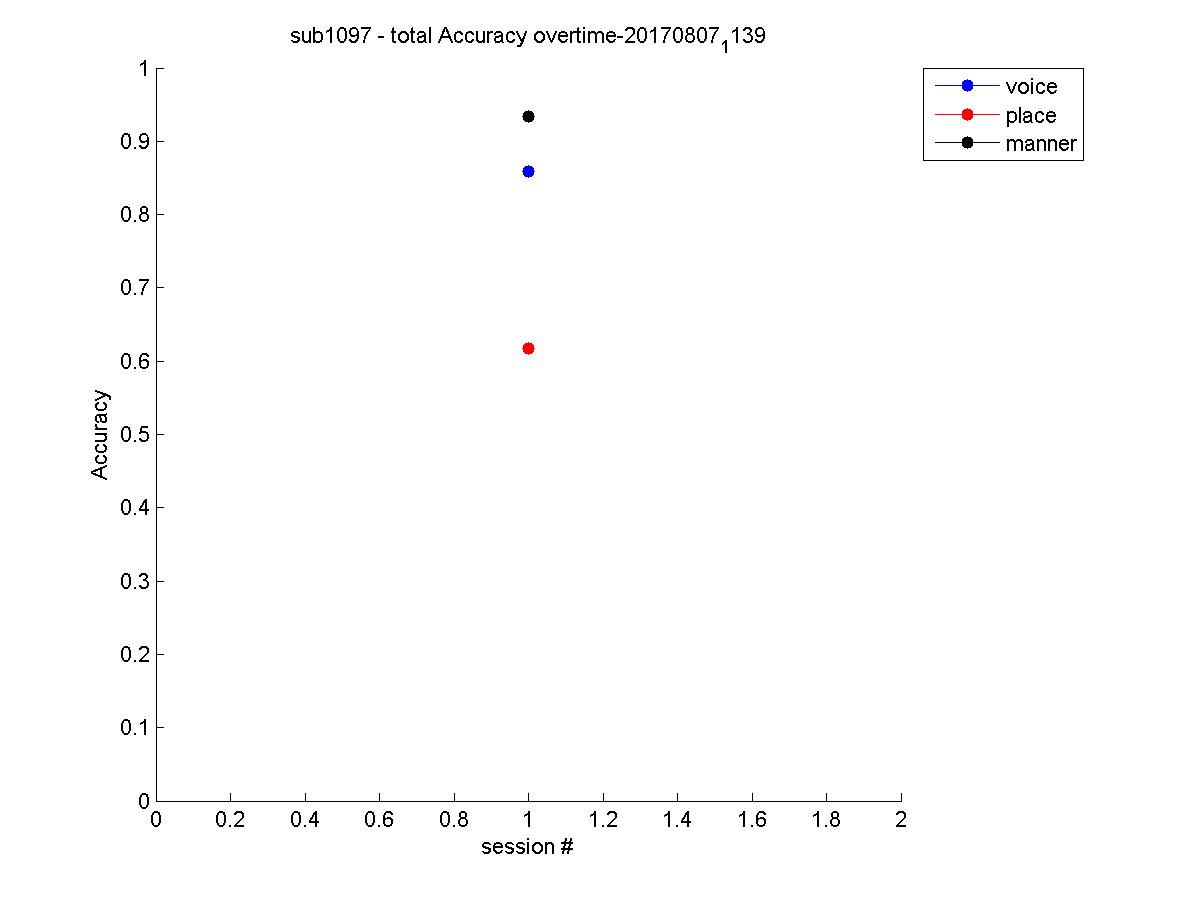 sub1097 - total Accuracy overtime-20170807_1139
voice
place
manner
1
0.9
0.8
0.7
0.6
0.5
0.4
0.3
0.2
0.1
0
Accuracy
0 0.2 0.4 0.6 0.8 1 1.2 1.4 1.6 1.8 2
session #